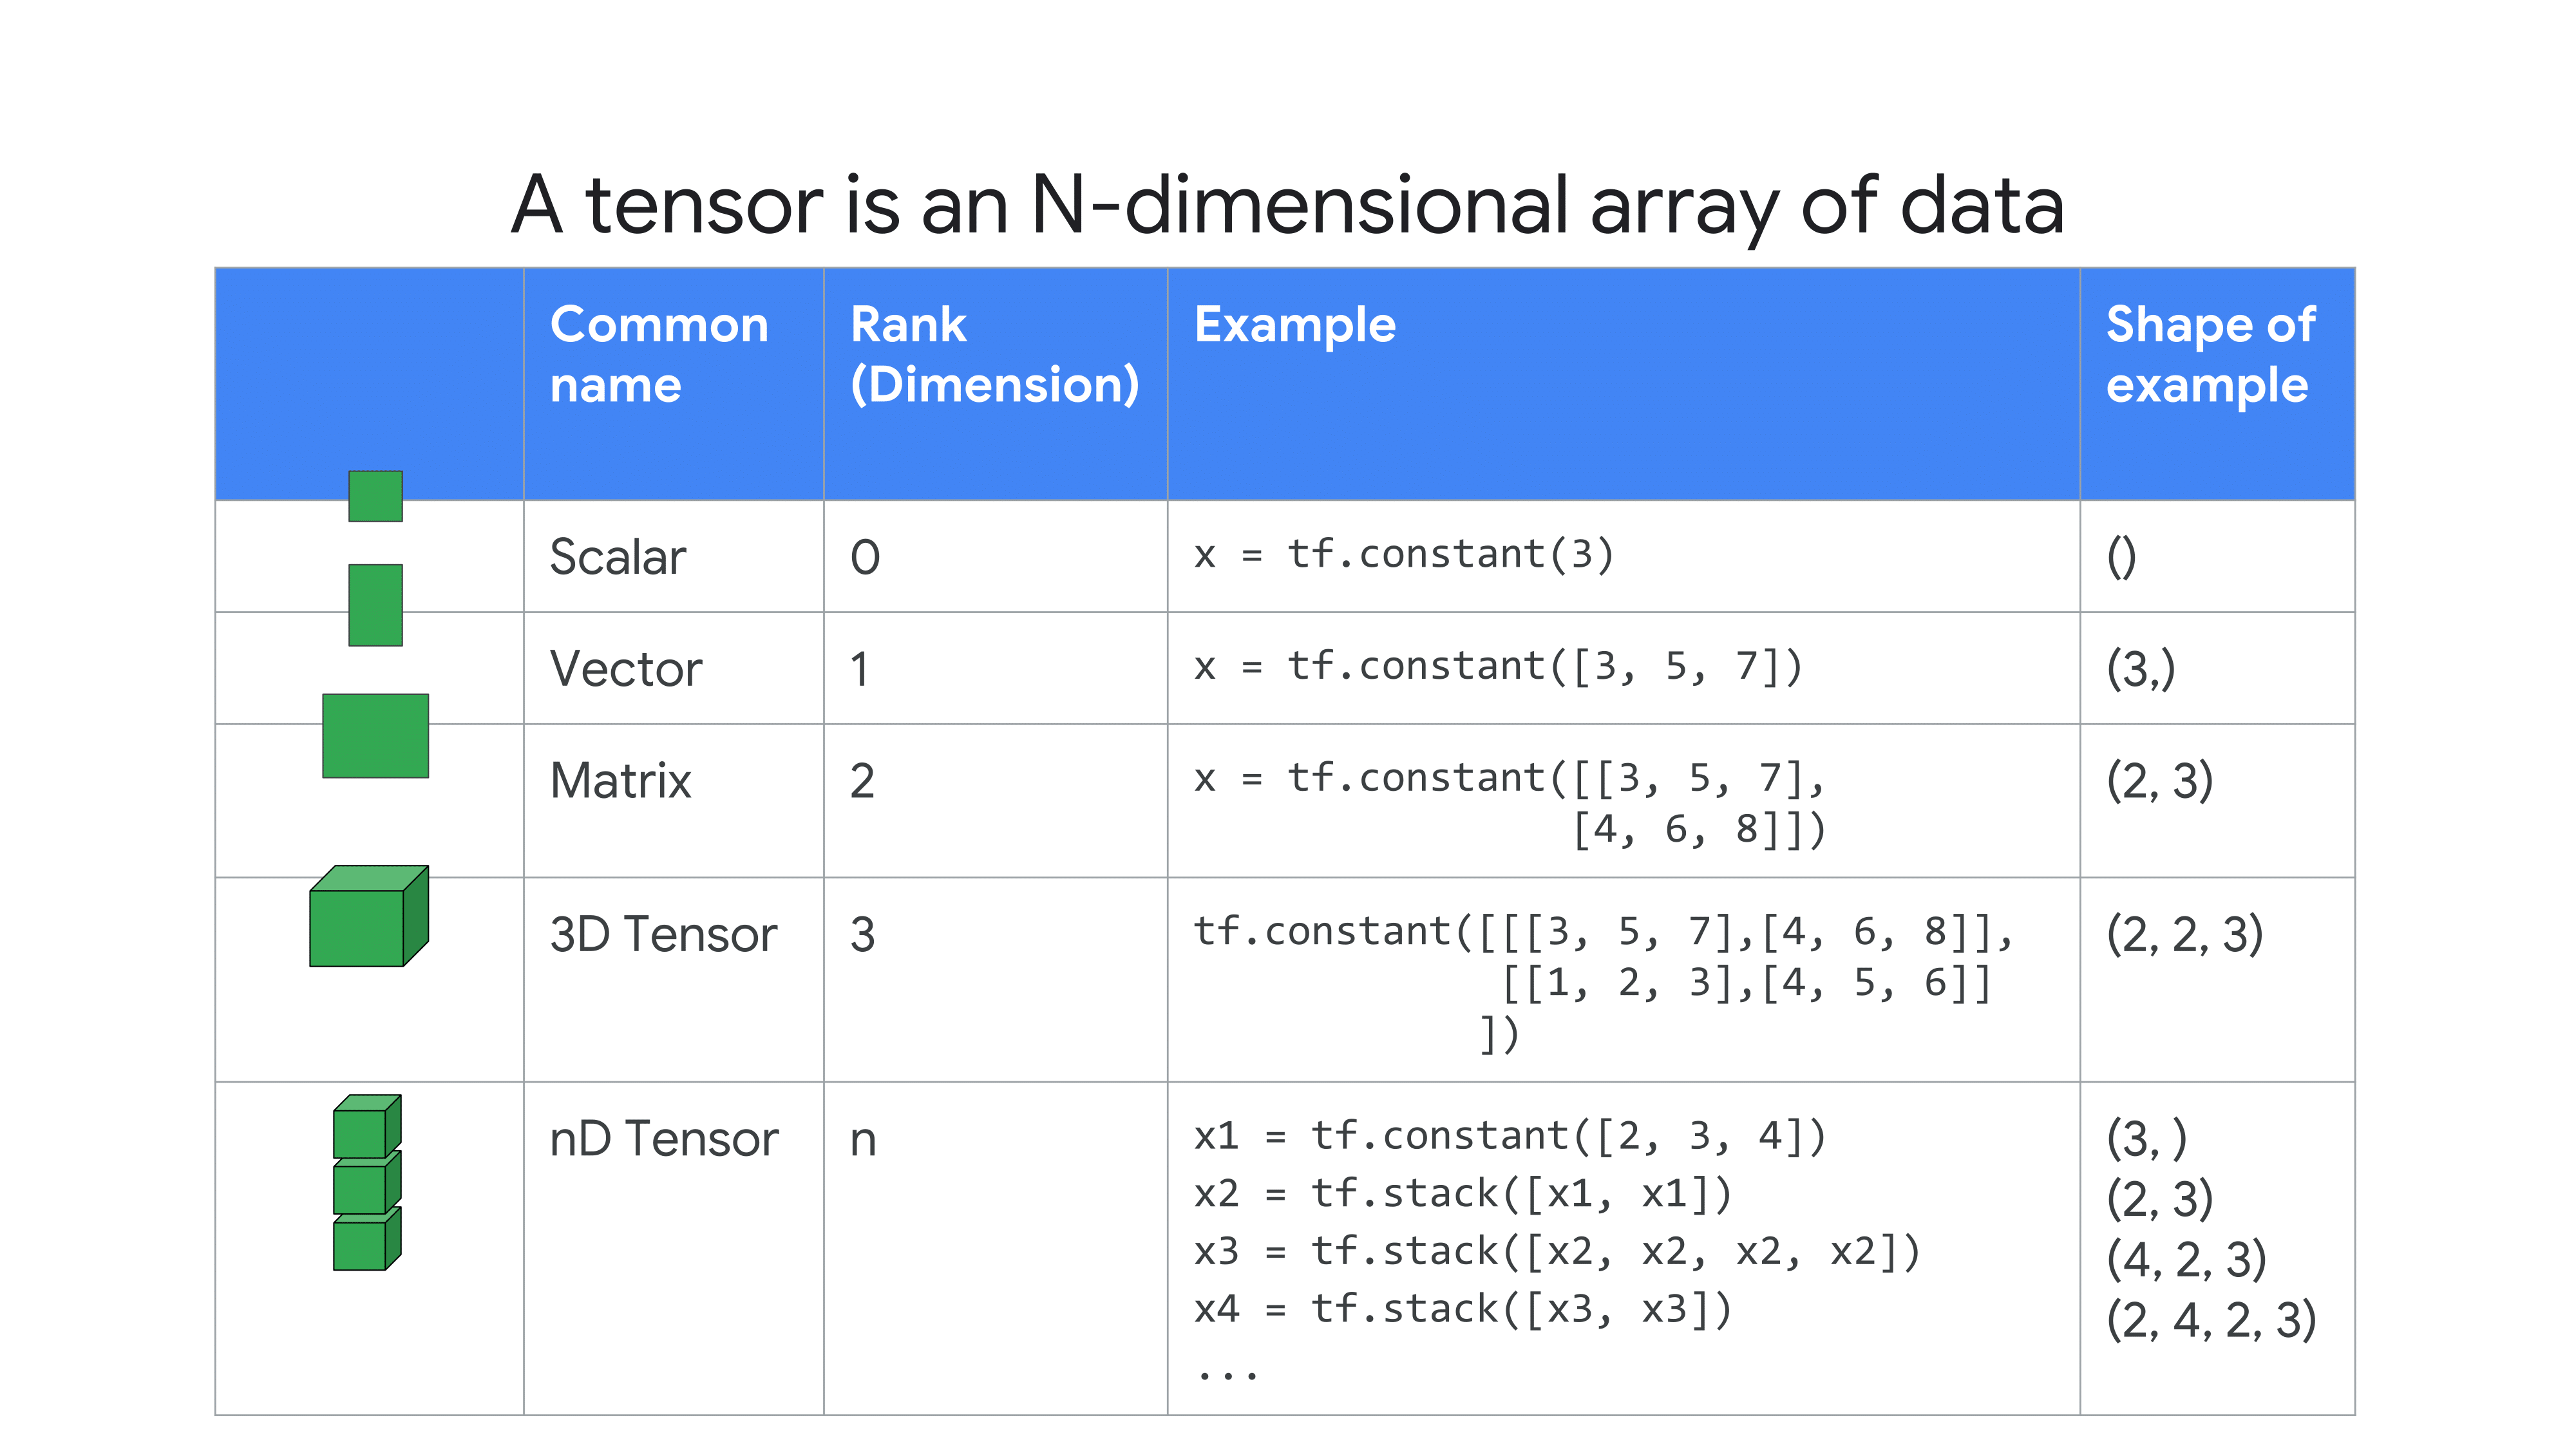 A tensor is an N-dimensional array of data
Common name
Rank (Dimension)
Example
Shape of example
Scalar
0
x = tf.constant(3)
()
Vector
1
x = tf.constant([3, 5, 7])
(3,)
Matrix
2
x = tf.constant([[3, 5, 7],
[4, 6, 8]])
(2, 3)
3D Tensor
3
tf.constant([[[3, 5, 7],[4, 6, 8]],
[[1, 2, 3],[4, 5, 6]]
])
(2, 2, 3)
nD Tensor
n
x1 = tf.constant([2, 3, 4])
x2 = tf.stack([x1, x1])
x3 = tf.stack([x2, x2, x2, x2])
x4 = tf.stack([x3, x3])
...
(3, )
(2, 3)
(4, 2, 3)
(2, 4, 2, 3)